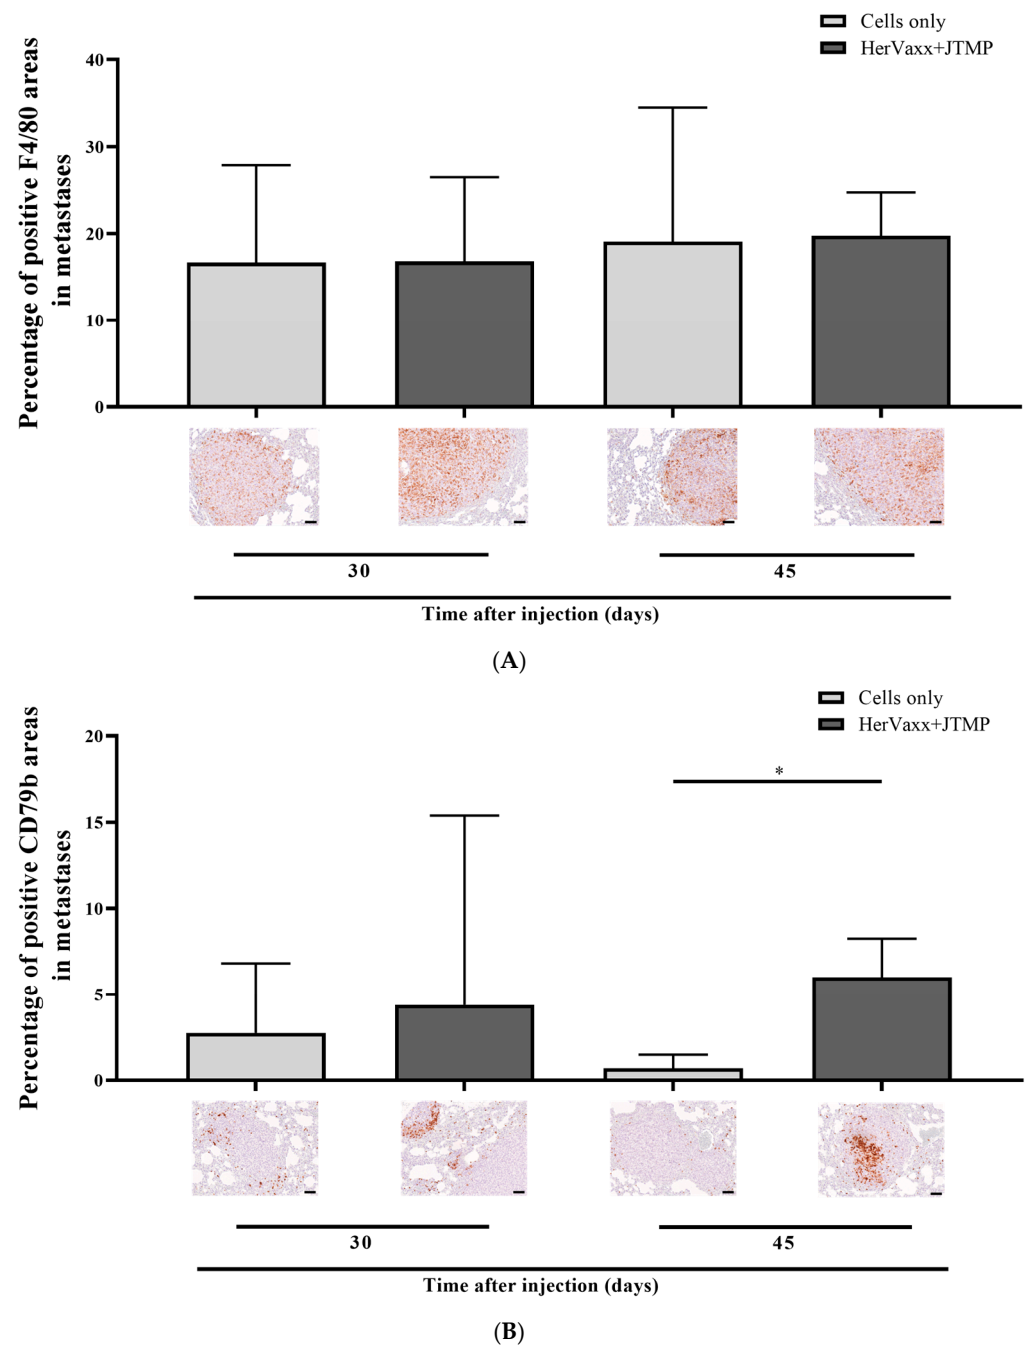 Cells only
HerVaxx+JTMP
Percentage of positive F4/80 areas
in metastases
40
30
20
10
0
30
45
Time after injection (days)
(A)
Cells only
HerVaxx+JTMP
Percentage of positive CD79b areas
in metastases
20
15
10
5
0
*
30
45
Time after injection (days)
(B)